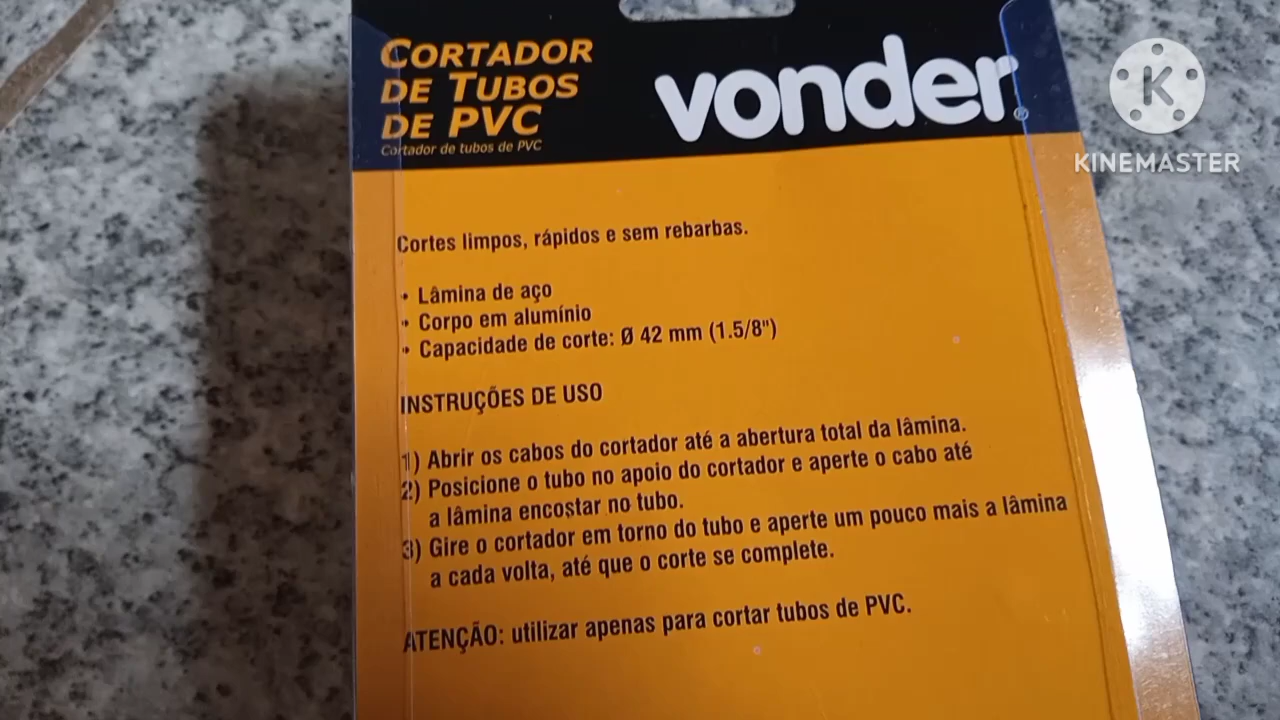 CORTADOR
DE TUBOS
DE PVC
Cortador de tubos de PVC
vonder®
K
KINEMASTER
Cortes limpos, rápidos e sem rebarbas.
• Lâmina de aço
• Corpo em alumínio
• Capacidade de corte: Ø 42 mm (1.5/8")
INSTRUÇÕES DE USO
1) Abrir os cabos do cortador até a abertura total da lâmina.
2) Posicione o tubo no apoio do cortador e aperte o cabo até
a lâmina encostar no tubo.
3) Gire o cortador em torno do tubo e aperte um pouco mais a lâmina
a cada volta, até que o corte se complete.
ATENÇÃO: utilizar apenas para cortar tubos de PVC.